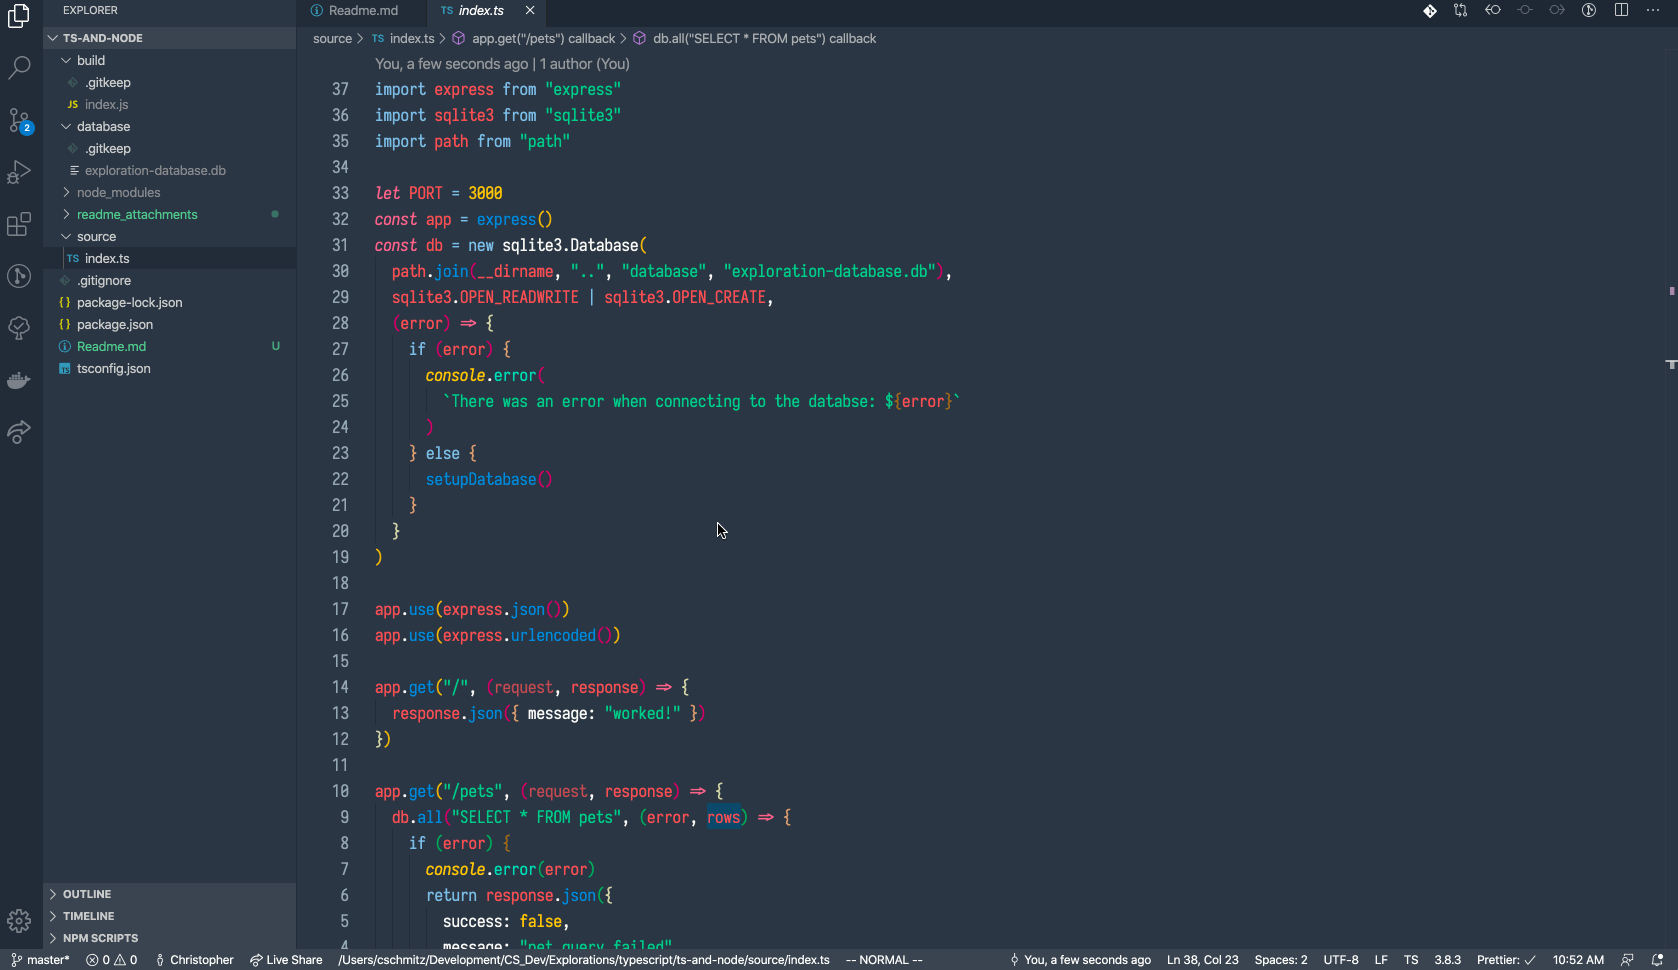 EXPLORER
Readme.md
TS index.ts
TS-AND-NODE
build
.gitkeep
JS index.js
database
.gitkeep
exploration-database.db
node_modules
readme_attachments
source
TS index.ts
.gitignore
{} package-lock.json
{} package.json
Readme.md U
tsconfig.json
2
OUTLINE
TIMELINE
NPM SCRIPTS
source > TS index.ts > app.get("/pets") callback > db.all("SELECT * FROM pets") callback
You, a few seconds ago | 1 author (You)
37 import express from "express"
36 import sqlite3 from "sqlite3"
35 import path from "path"
34
33 let PORT = 3000
32 const app = express()
31 const db = new sqlite3.Database(
30 path.join(__dirname, "..", "database", "exploration-database.db"),
29 sqlite3.OPEN_READWRITE | sqlite3.OPEN_CREATE,
28 (error) => {
27 if (error) {
26 console.error(
25 `There was an error when connecting to the databse: ${error}`
24 )
23 } else {
22 setupDatabase()
21 }
20 }
19 )
18
17 app.use(express.json())
16 app.use(express.urlencoded())
15
14 app.get("/", (request, response) => {
13 response.json({ message: "worked!" })
12 })
11
10 app.get("/pets", (request, response) => {
9 db.all("SELECT * FROM pets", (error, rows) => {
8 if (error) {
7 console.error(error)
6 return response.json({
5 success: false,
4 message: "pet query failed"
master* 0 0 Christopher Live Share /Users/cschmitz/Development/CS_Dev/Explorations/typescript/ts-and-node/source/index.ts -- NORMAL -- You, a few seconds ago Ln 38, Col 23 Spaces: 2 UTF-8 LF TS 3.8.3 Prettier: ✓ 10:52 AM